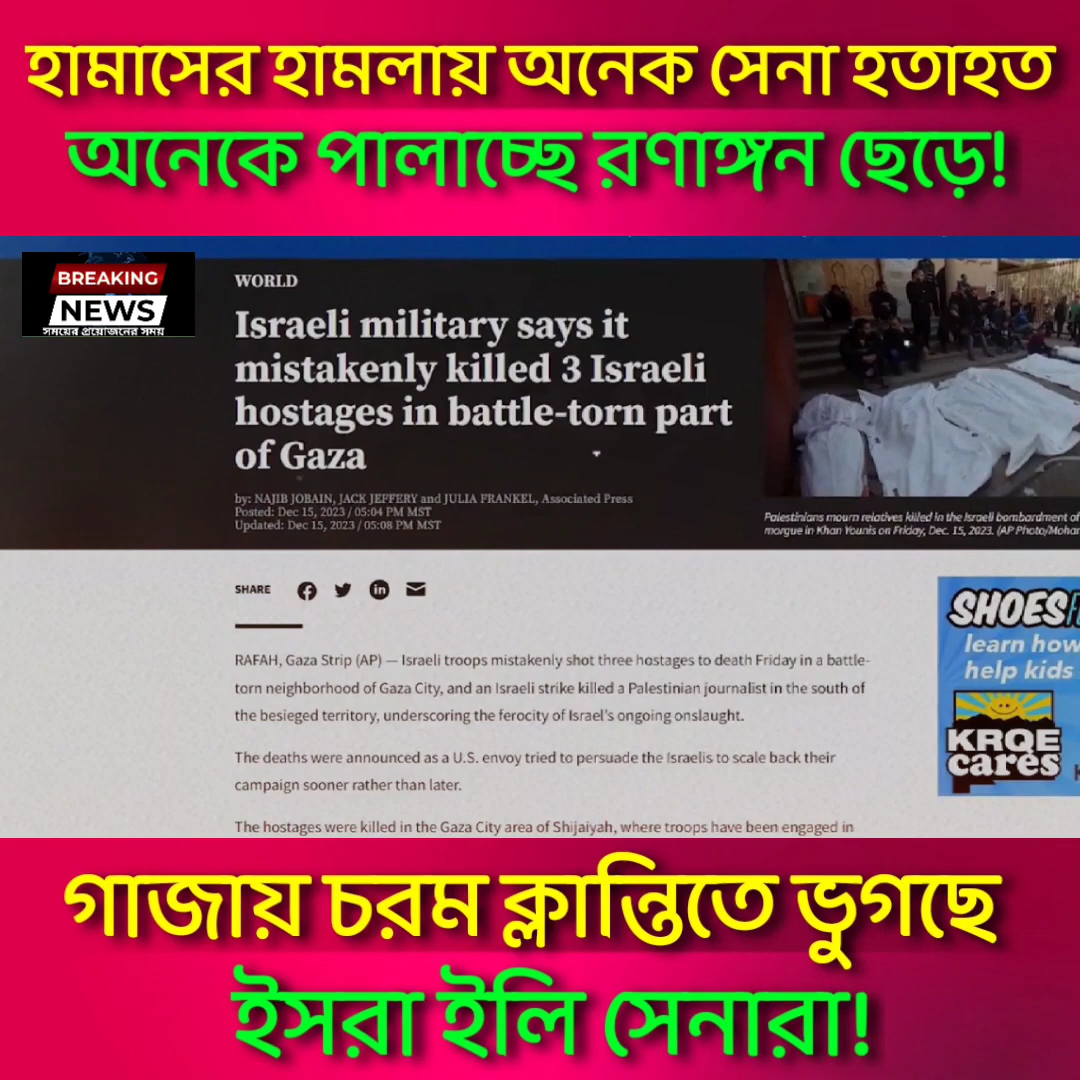 হামাসের হামলায় অনেক সেনা হতাহত
অনেকে পালাচ্ছে রণাঙ্গন ছেড়ে!
BREAKING
NEWS
সময়ের প্রয়োজনের সময়
WORLD
Israeli military says it
mistakenly killed 3 Israeli
hostages in battle-torn part
of Gaza
by: NAJIB JOBAIN, JACK JEFFERY and JULIA FRANKEL, Associated Press
Posted: Dec 15, 2023 / 05:04 PM MST
Updated: Dec 15, 2023 / 05:08 PM MST
Palestinians mourn relatives killed in the Israeli bombardment of
morgue in Khan Younis on Friday, Dec. 15, 2023. (AP Photo/Moham
SHARE
RAFAH, Gaza Strip (AP) — Israeli troops mistakenly shot three hostages to death Friday in a battle-
torn neighborhood of Gaza City, and an Israeli strike killed a Palestinian journalist in the south of
the besieged territory, underscoring the ferocity of Israel's ongoing onslaught.
The deaths were announced as a U.S. envoy tried to persuade the Israelis to scale back their
campaign sooner rather than later.
The hostages were killed in the Gaza City area of Shijaiyah, where troops have been engaged in
SHOES
learn how
help kids
KRQE
cares
গাজায় চরম ক্লান্তিতে ভুগছে
ইসরা ইলি সেনারা!